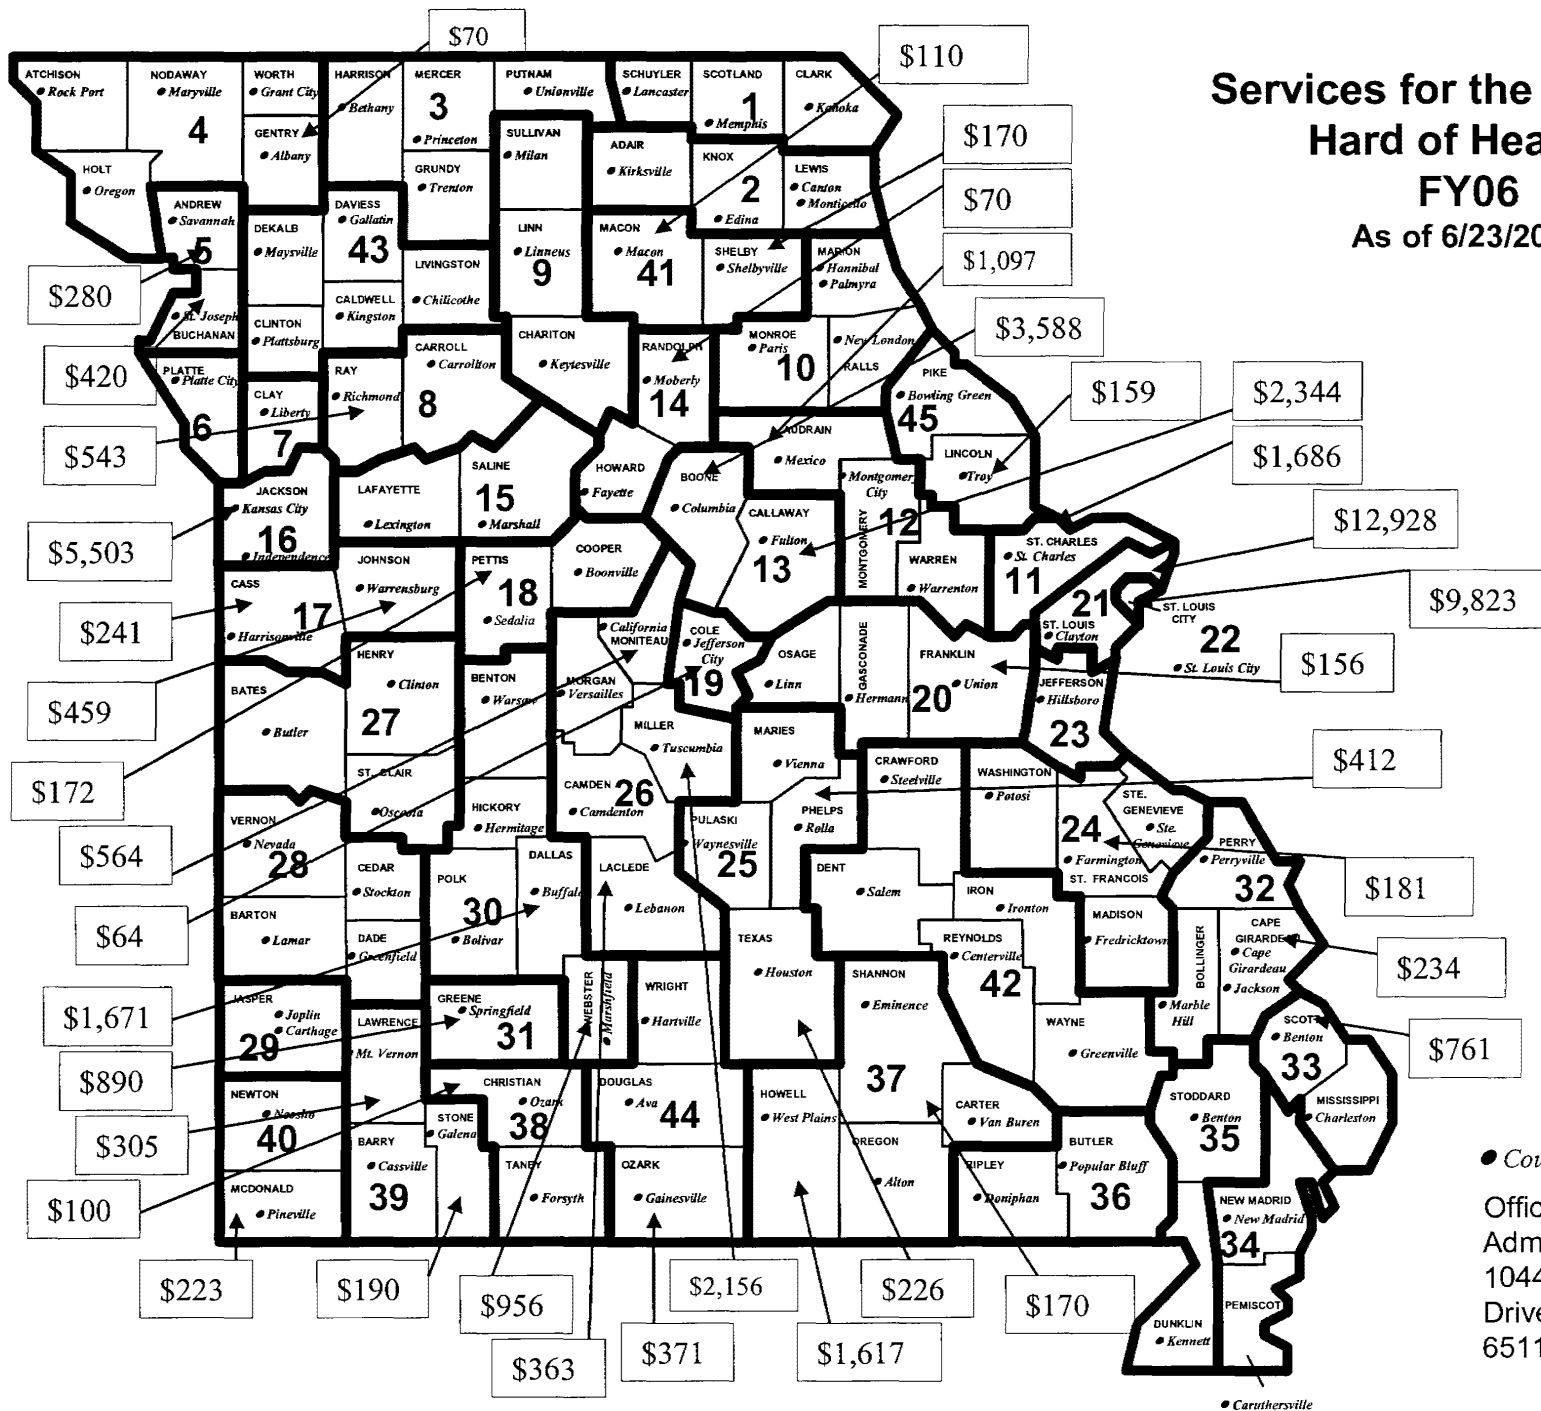 Services for the
Hard of Hea
FY06
As of 6/23/20
$70
$110
$170
$70
$1,097
$3,588
$159
$2,344
$1,686
$12,928
$9,823
$156
$412
$181
$234
$761
$280
$420
$543
$5,503
$241
$459
$172
$564
$64
$1,671
$890
$305
$100
$223
$190
$956
$363
$371
$2,156
$1,617
$226
$170
ATCHISON
Rock Port
NODAWAY
Maryville
4
WORTH
Grant City
GENTRY
Albany
HOLT
Oregon
HARRISON
Bethany
MERCER
3
Princeton
PUTNAM
Unionville
GRUNDY
Trenton
SULLIVAN
Milan
SCHUYLER
Lancaster
SCOTLAND
1
Memphis
CLARK
Kahoka
ADAIR
Kirksville
KNOX
2
Edina
LEWIS
Canton
Monticello
ANDREW
Savannah
5
St. Joseph
BUCHANAN
DEKALB
Maysville
DAVIESS
Gallatin
43
CLINTON
Plattsburg
CALDWELL
Kingston
LIVINGSTON
Chilicothe
LINN
Linneus
9
MACON
Macon
41
SHELBY
Shelbyville
MARION
Hannibal
Palmyra
PLATTE
Platte City
6
CLAY
Liberty
7
RAY
Richmond
CARROLL
Carrollton
8
CHARITON
Keytesville
RANDOLPH
Moberly
14
MONROE
Paris
10
New London
RALLS
PIKE
Bowling Green
45
LINCOLN
Troy
JACKSON
Kansas City
16
Independence
LAFAYETTE
Lexington
SALINE
15
Marshall
HOWARD
Fayette
BOONE
Columbia
AUDRAIN
Mexico
CALLAWAY
Fulton
13
Montgomery
City
MONTGOMERY
12
WARREN
Warrenton
ST. CHARLES
St. Charles
11
21
ST. LOUIS
Clayton
ST. LOUIS
CITY
22
St. Louis City
CASS
17
Harrisonville
JOHNSON
Warrensburg
PETTIS
18
Sedalia
COOPER
Boonville
California
MONITEAU
COLE
Jefferson
City
19
OSAGE
Linn
GASCONADE
Hermann
FRANKLIN
Union
20
JEFFERSON
Hillsboro
23
BATES
Butler
HENRY
Clinton
27
ST. CLAIR
Osceola
BENTON
Warsaw
HICKORY
Hermitage
MORGAN
Versailles
MILLER
Tuscumbia
CAMDEN
26
Camdenton
MARIES
Vienna
PHELPS
Rolla
CRAWFORD
Steelville
WASHINGTON
Potosi
STE.
GENEVIEVE
Ste.
Genevieve
24
Farmington
ST. FRANCOIS
PERRY
Perryville
32
VERNON
Nevada
28
BARTON
Lamar
CEDAR
Stockton
DADE
Greenfield
POLK
30
Bolivar
DALLAS
Buffalo
LACLEDE
Lebanon
PULASKI
Waynesville
25
DENT
Salem
IRON
Ironton
REYNOLDS
Centerville
42
MADISON
Fredricktown
BOLLINGER
Marble
Hill
CAPE
GIRARDEAU
Cape
Girardeau
Jackson
JASPER
Joplin
Carthage
29
LAWRENCE
Mt. Vernon
GREENE
Springfield
31
WEBSTER
Marshfield
WRIGHT
Hartville
TEXAS
Houston
SHANNON
Eminence
37
WAYNE
Greenville
SCOTT
Benton
33
MISSISSIPPI
Charleston
NEWTON
Neosho
40
MCDONALD
Pineville
BARRY
Cassville
39
STONE
Galena
CHRISTIAN
Ozark
38
TANEY
Forsyth
DOUGLAS
Ava
44
OZARK
Gainesville
HOWELL
West Plains
OREGON
Alton
CARTER
Van Buren
RIPLEY
Doniphan
BUTLER
Popular Bluff
36
STODDARD
Benton
35
NEW MADRID
New Madrid
34
PEMISCOT
Caruthersville
DUNKLIN
Kennett
Cou
Offic
Adm
1044
Drive
6511